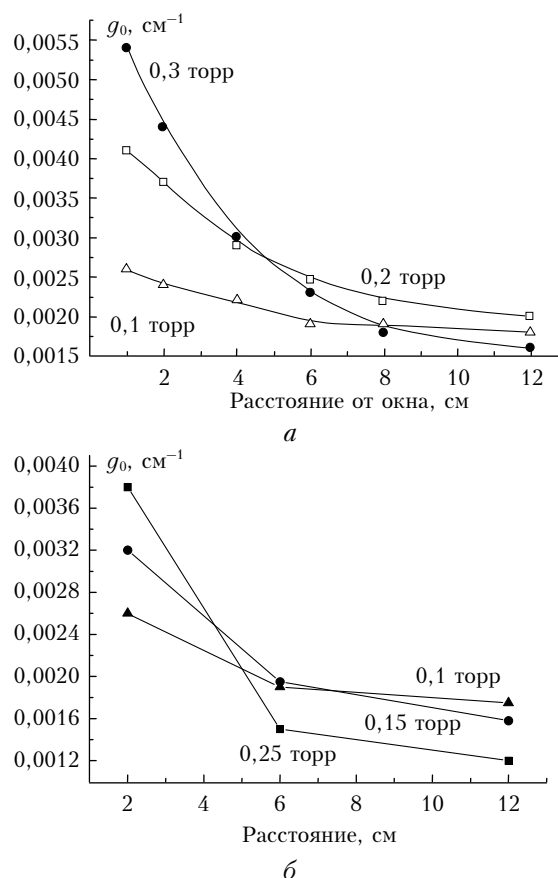 g₀, см⁻¹
0,0055
0,0050
0,0045
0,0040
0,0035
0,0030
0,0025
0,0020
0,0015
0,3 торр
0,2 торр
0,1 торр
2 4 6 8 10 12
Расстояние от окна, см
а
g₀, см⁻¹
0,0040
0,0036
0,0032
0,0028
0,0024
0,0020
0,0016
0,0012
0,1 торр
0,15 торр
0,25 торр
2 4 6 8 10 12
Расстояние, см
б